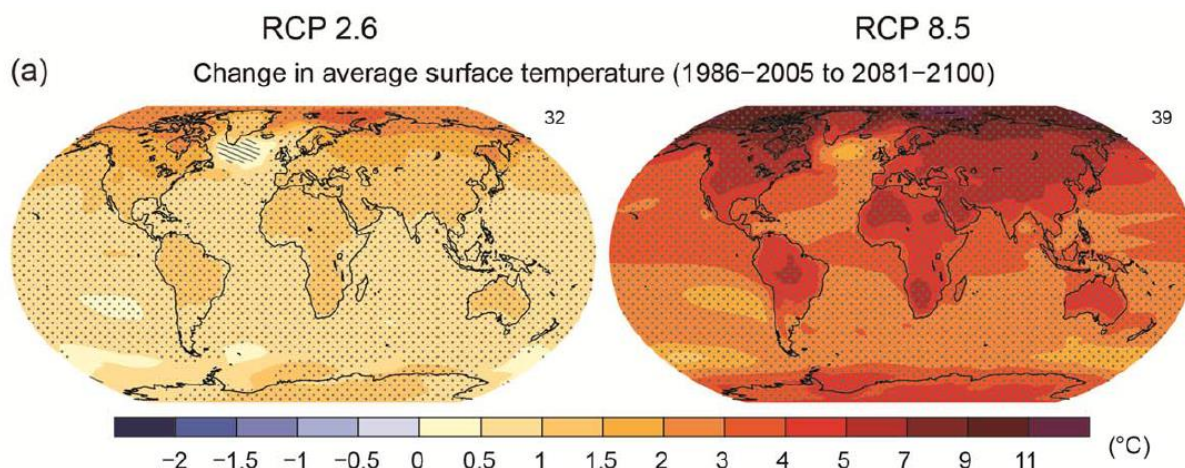 RCP 2.6 RCP 8.5
(a) Change in average surface temperature (1986−2005 to 2081−2100)
32 39
−2 −1.5 −1 −0.5 0 0.5 1 1.5 2 3 4 5 7 9 11 (°C)